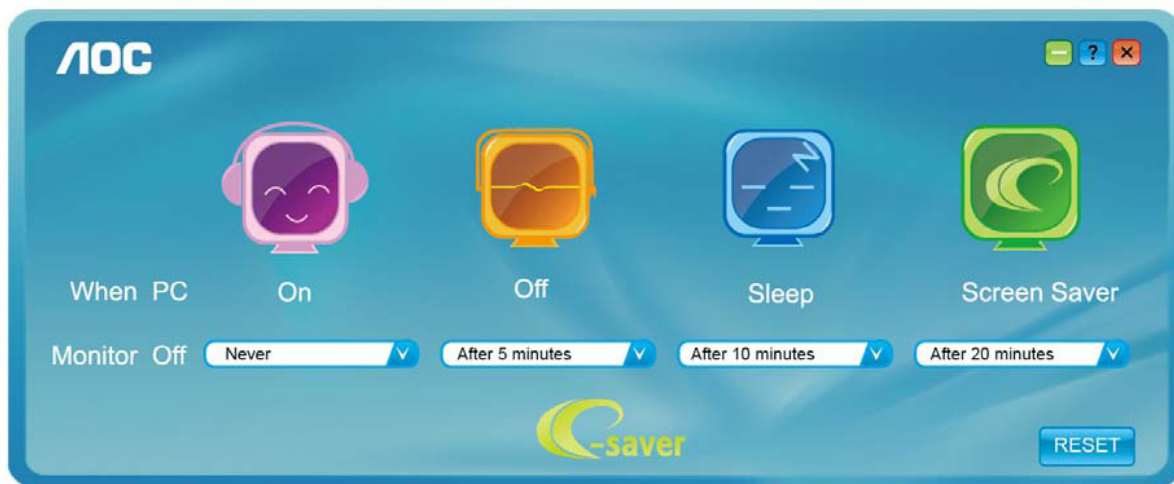 AOC
?
When PC On Off Sleep Screen Saver
Monitor Off Never After 5 minutes After 10 minutes After 20 minutes
e-saver
RESET